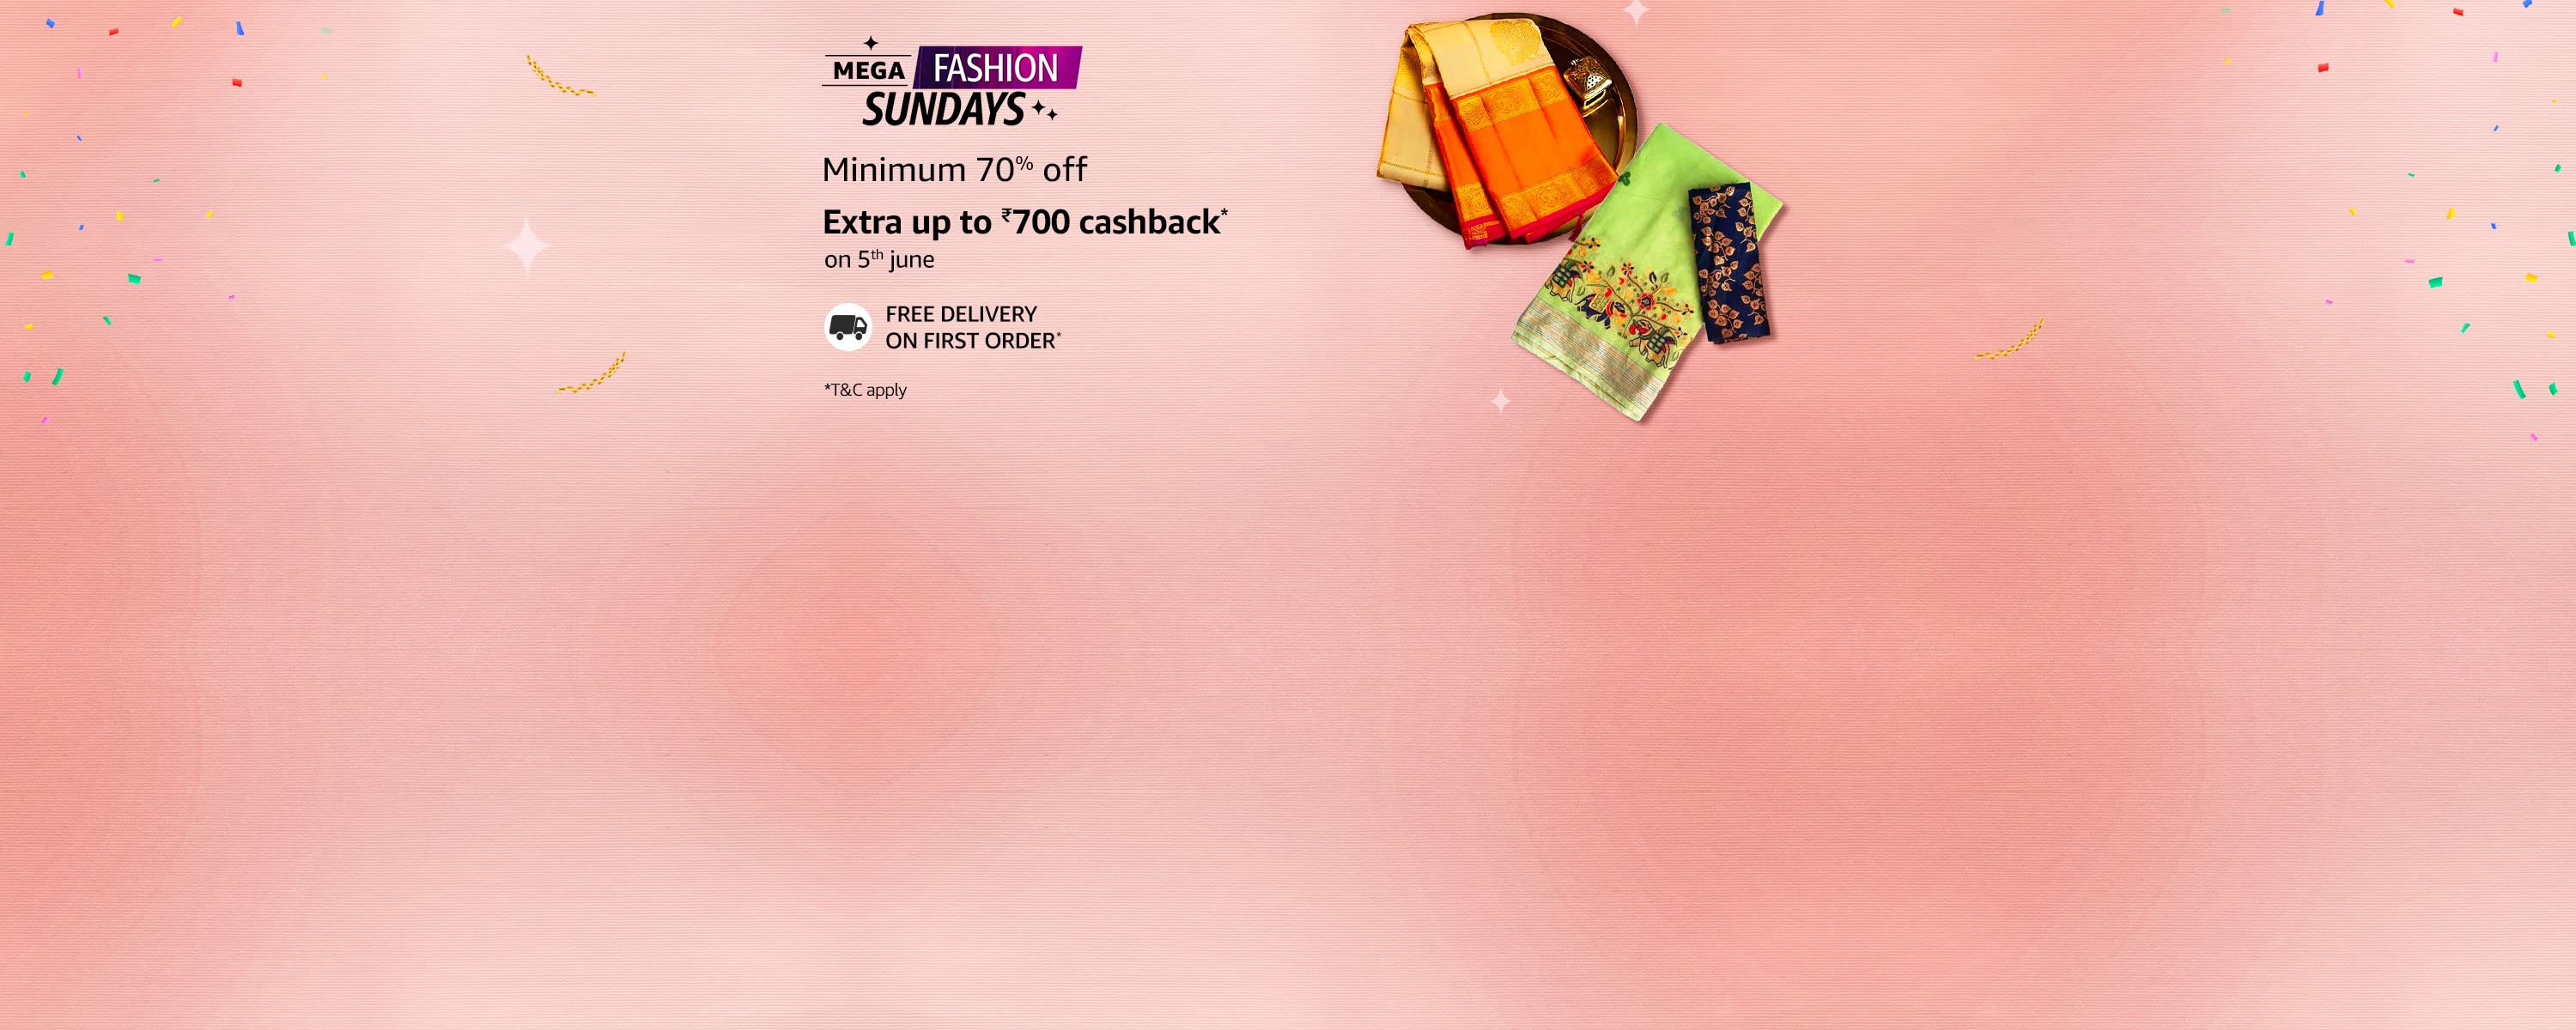 MEGA FASHION
SUNDAYS
Minimum 70% off
Extra up to ₹700 cashback*
on 5th june
FREE DELIVERY
ON FIRST ORDER*
*T&C apply